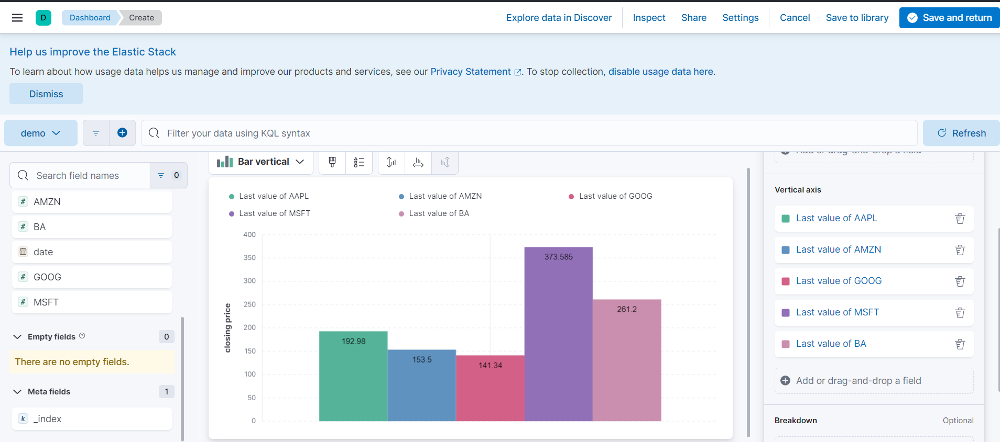 D Dashboard Create Explore data in Discover Inspect Share Settings Cancel Save to library Save and return
Help us improve the Elastic Stack
To learn about how usage data helps us manage and improve our products and services, see our Privacy Statement. To stop collection, disable usage data here.
Dismiss
demo Filter your data using KQL syntax Refresh
Search field names 0
# AMZN
# BA
date
# GOOG
# MSFT
Empty fields 0
There are no empty fields.
Meta fields 1
k _index
Bar vertical
Last value of AAPL Last value of AMZN Last value of GOOG
Last value of MSFT Last value of BA
closing price
400
350
300
250
200
150
100
50
0
192.98
153.5
141.34
373.585
261.2
Add or drag-and-drop a field
Vertical axis
Last value of AAPL
Last value of AMZN
Last value of GOOG
Last value of MSFT
Last value of BA
Add or drag-and-drop a field
Breakdown Optional